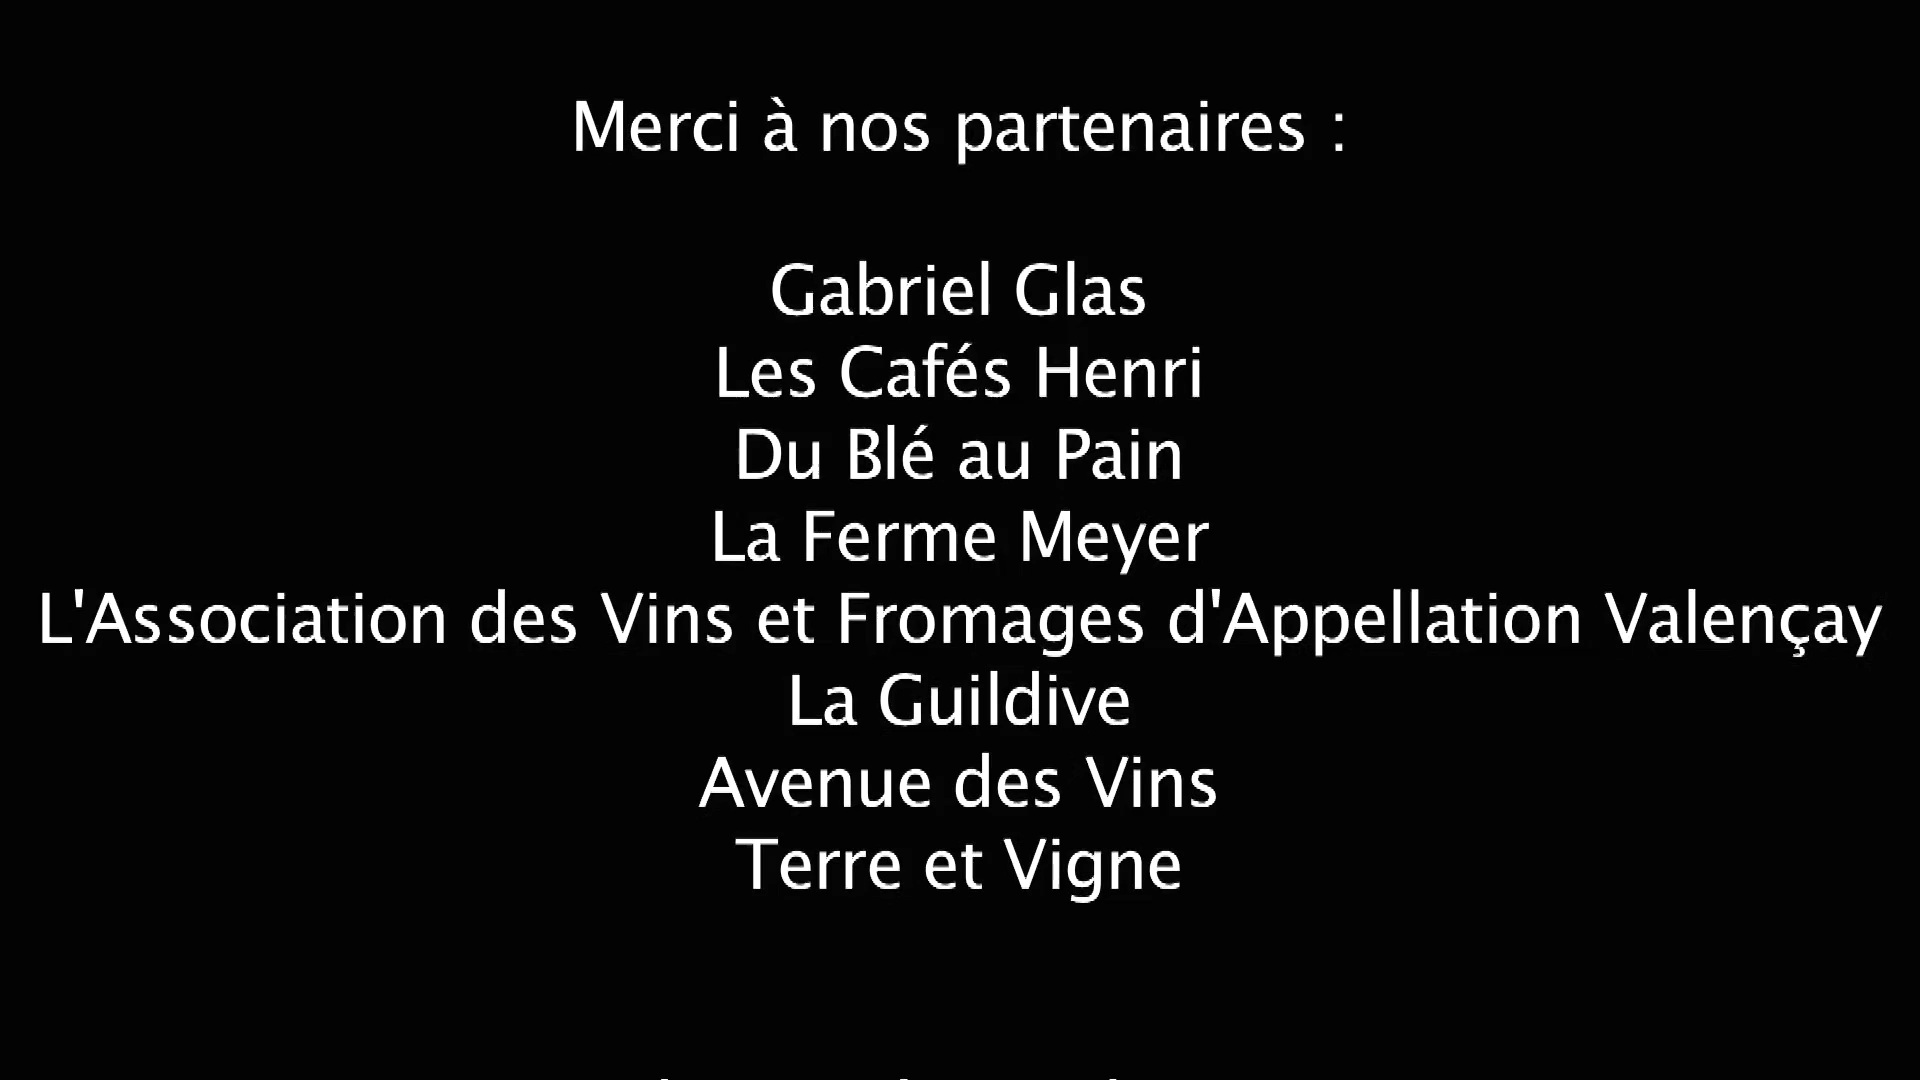 Merci à nos partenaires :
Gabriel Glas
Les Cafés Henri
Du Blé au Pain
La Ferme Meyer
L'Association des Vins et Fromages d'Appellation Valençay
La Guildive
Avenue des Vins
Terre et Vigne